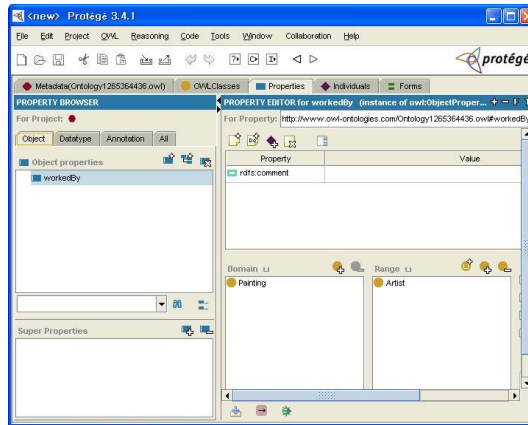 <new> Protégé 3.4.1
File Edit Project OWL Reasoning Code Tools Window Collaboration Help
protégé
Metadata(Ontology1265364436.owl) OWLClasses Properties Individuals Forms
PROPERTY BROWSER
For Project:
Object Datatype Annotation All
Object properties
workedBy
Super Properties
PROPERTY EDITOR for workedBy (instance of owl:ObjectProper...
For Property: http://www.owl-ontologies.com/Ontology1265364436.owl#workedBy
Property Value
rdfs:comment
Domain Range
Painting Artist